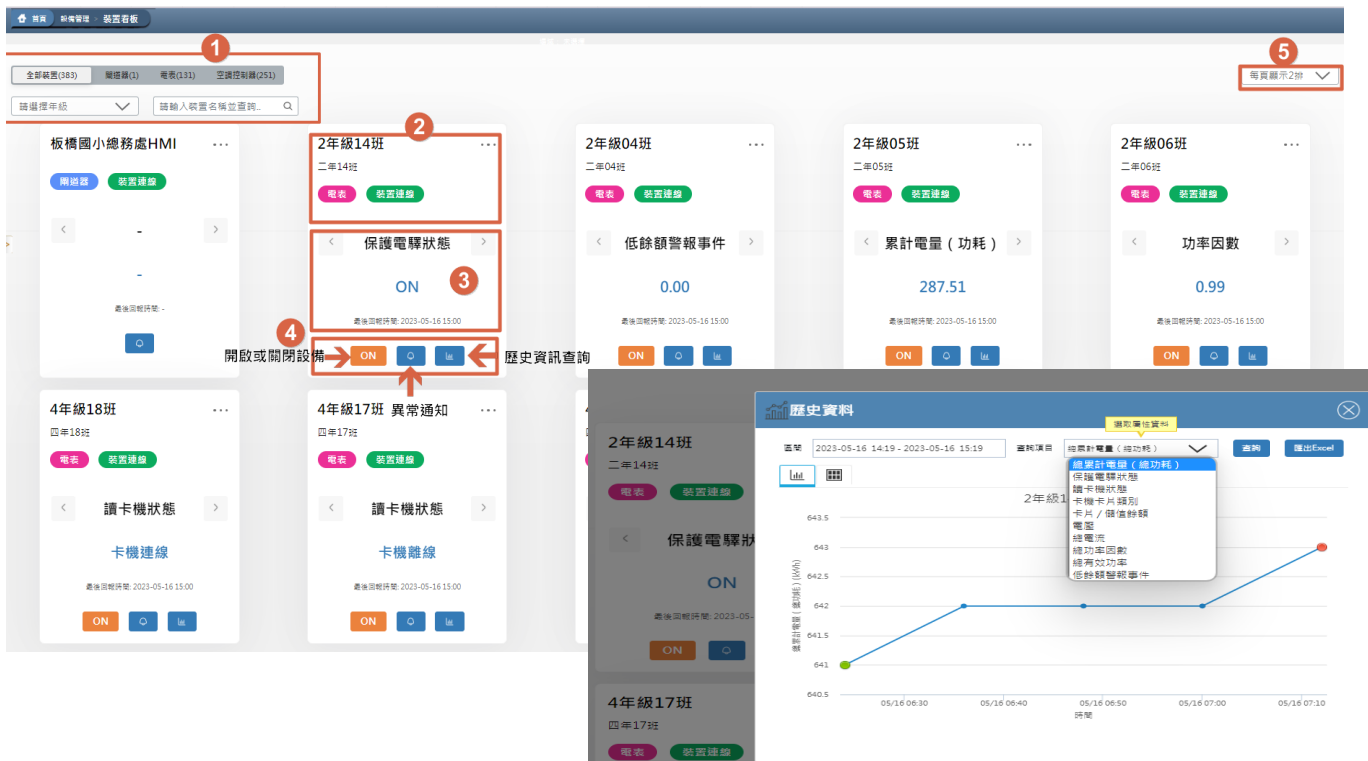 首頁 設備管理 > 裝置看板
1
5
全部裝置(383) 閘道器(1) 電表(131) 空調控制器(251)
每頁顯示2排
請選擇年級
請輸入裝置名稱並查詢..
2
板橋國小總務處HMI ...
閘道器 裝置連線
< - >
-
最後回報時間: -
2年級14班 ...
二年14班
電表 裝置連線
< 保護電驛狀態 >
ON
3
最後回報時間: 2023-05-16 15:00
4
開啟或關閉設備
ON
歷史資訊查詢
異常通知
2年級04班 ...
二年04班
電表 裝置連線
< 低餘額警報事件 >
0.00
最後回報時間: 2023-05-16 15:00
ON
2年級05班 ...
二年05班
電表 裝置連線
< 累計電量 ( 功耗 ) >
287.51
最後回報時間: 2023-05-16 15:00
ON
2年級06班 ...
二年06班
電表 裝置連線
< 功率因數 >
0.99
最後回報時間: 2023-05-16 15:00
ON
4年級18班 ...
四年18班
電表 裝置連線
< 讀卡機狀態 >
卡機連線
最後回報時間: 2023-05-16 15:00
ON
4年級17班 ...
四年17班
電表 裝置連線
< 讀卡機狀態 >
卡機離線
最後回報時間: 2023-05-16 15:00
ON
2年級14班
二年14班
電表 裝置連線
< 保護電驛狀
ON
最後回報時間: 2023-05-
ON
4年級17班
四年17班
電表 裝置連線
歷史資料
選取屬性資料
區間 2023-05-16 14:19 - 2023-05-16 15:19 查詢項目 總累計電量 ( 總功耗 ) 查詢 匯出Excel
總累計電量 ( 總功耗 )
保護電驛狀態
讀卡機狀態
卡機卡片類別
卡片 / 儲值餘額
電壓
總電流
總功率因數
總有效功率
低餘額警報事件
2年級1
總累計電量 ( 總功耗 ) (kWh)
643.5
643
642.5
642
641.5
641
640.5
05/16 06:30 05/16 06:40 05/16 06:50 05/16 07:00 05/16 07:10
時間